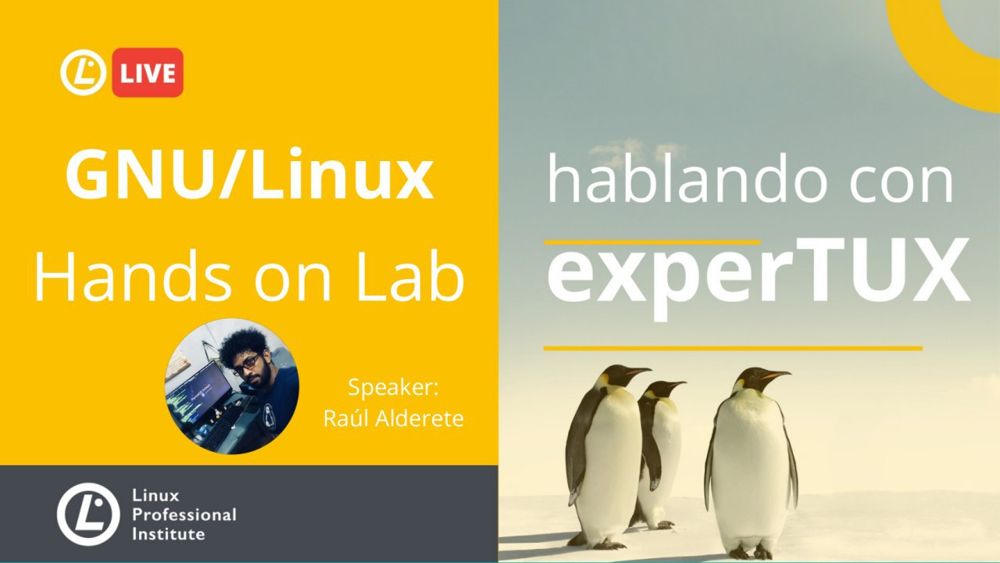 LIVE
GNU/Linux
Hands on Lab
Speaker:
Raúl Alderete
Linux
Professional
Institute
hablando con
experTUX